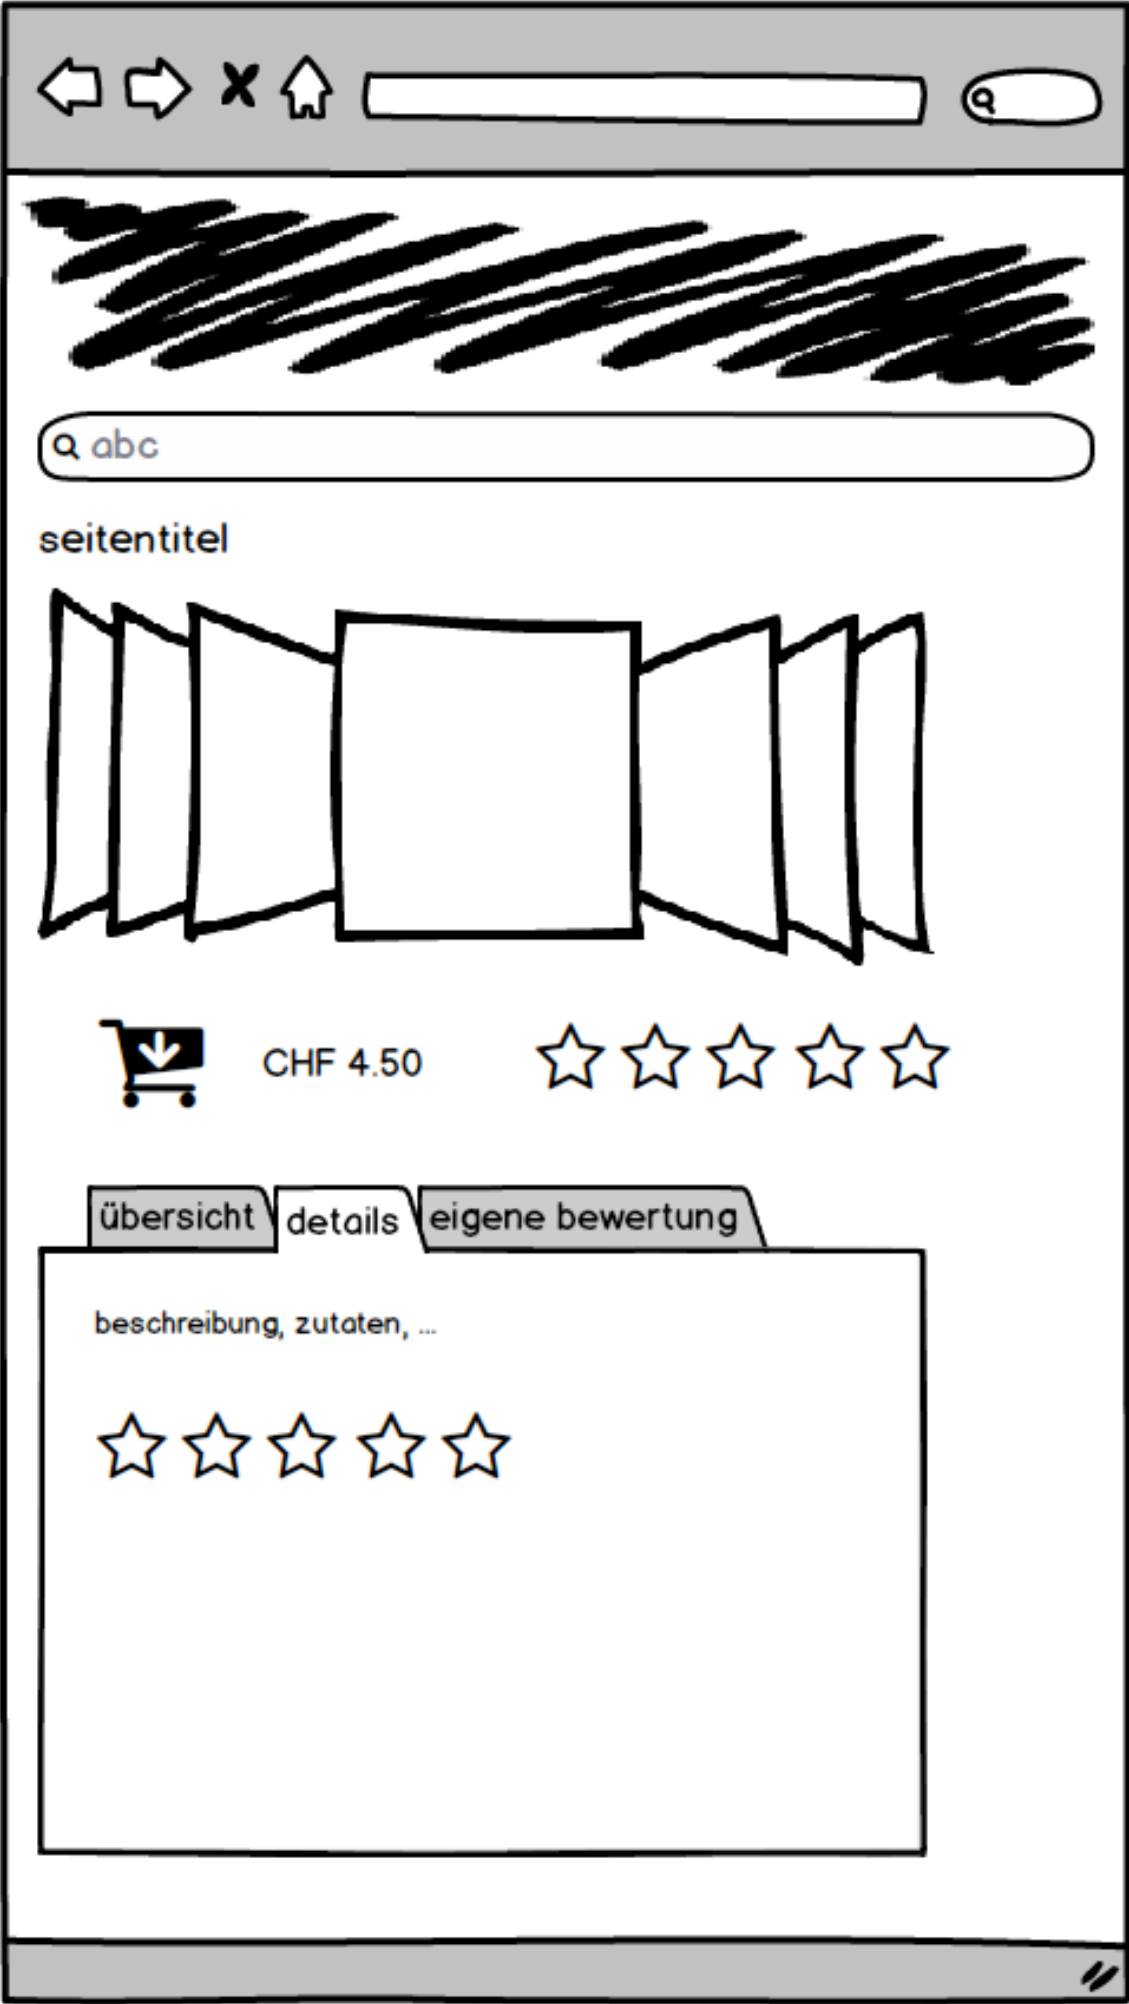 abc
seitentitel
CHF 4.50
übersicht details eigene bewertung
beschreibung, zutaten, ...